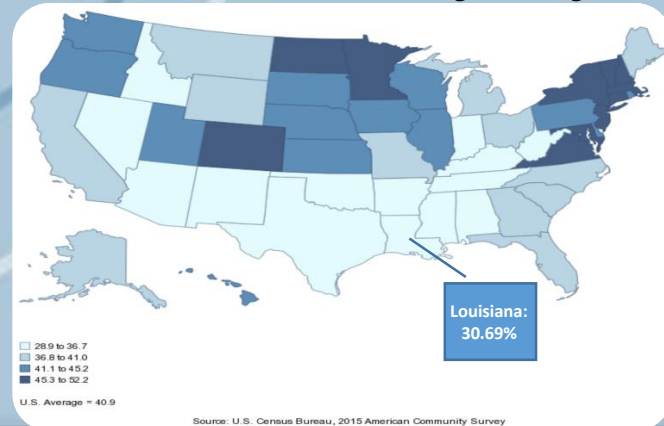 Louisiana:
30.69%
28.9 to 36.7
36.8 to 41.0
41.1 to 45.2
45.3 to 52.2
U.S. Average = 40.9
Source: U.S. Census Bureau, 2015 American Community Survey